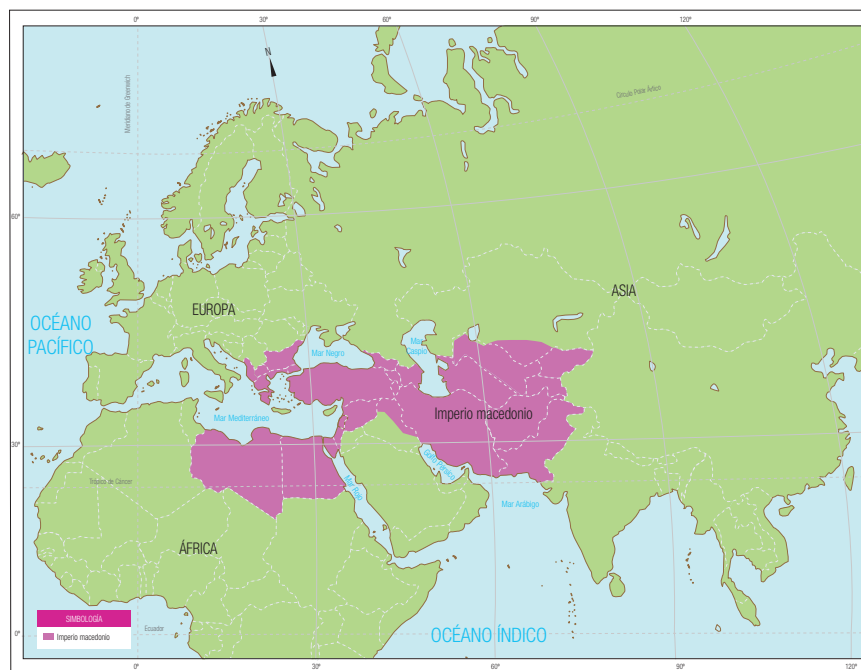 0°
30°
60°
90°
120°
N
Meridiano de Greenwich
Círculo Polar Ártico
60°
EUROPA
ASIA
OCÉANO
PACÍFICO
Mar Negro
Mar
Caspio
Imperio macedonio
Mar Mediterráneo
30°
Golfo Pérsico
Trópico de Cáncer
Mar Rojo
Mar Arábigo
ÁFRICA
SIMBOLOGÍA
Imperio macedonio
Ecuador
0°
OCÉANO ÍNDICO
0°
30°
60°
90°
120°